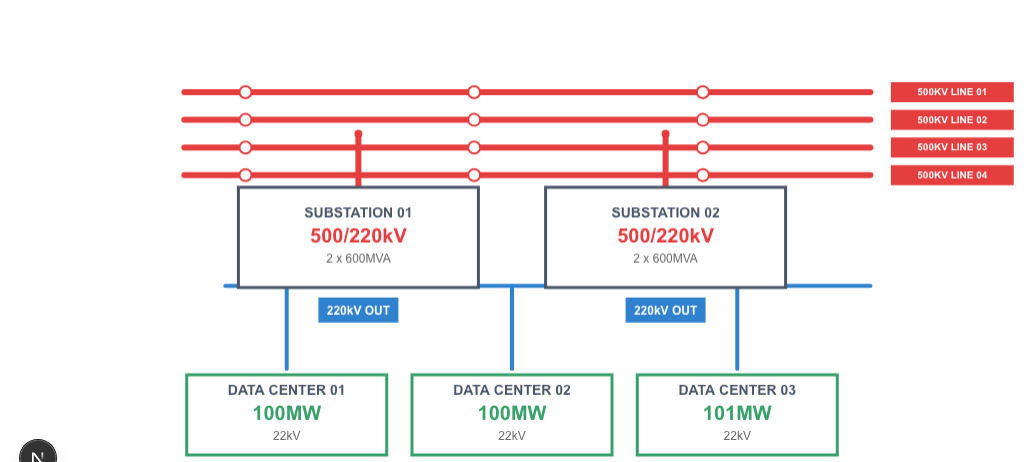 500KV LINE 01
500KV LINE 02
500KV LINE 03
500KV LINE 04
SUBSTATION 01
500/220kV
2 x 600MVA
SUBSTATION 02
500/220kV
2 x 600MVA
220kV OUT
220kV OUT
DATA CENTER 01
100MW
22kV
DATA CENTER 02
100MW
22kV
DATA CENTER 03
101MW
22kV
N